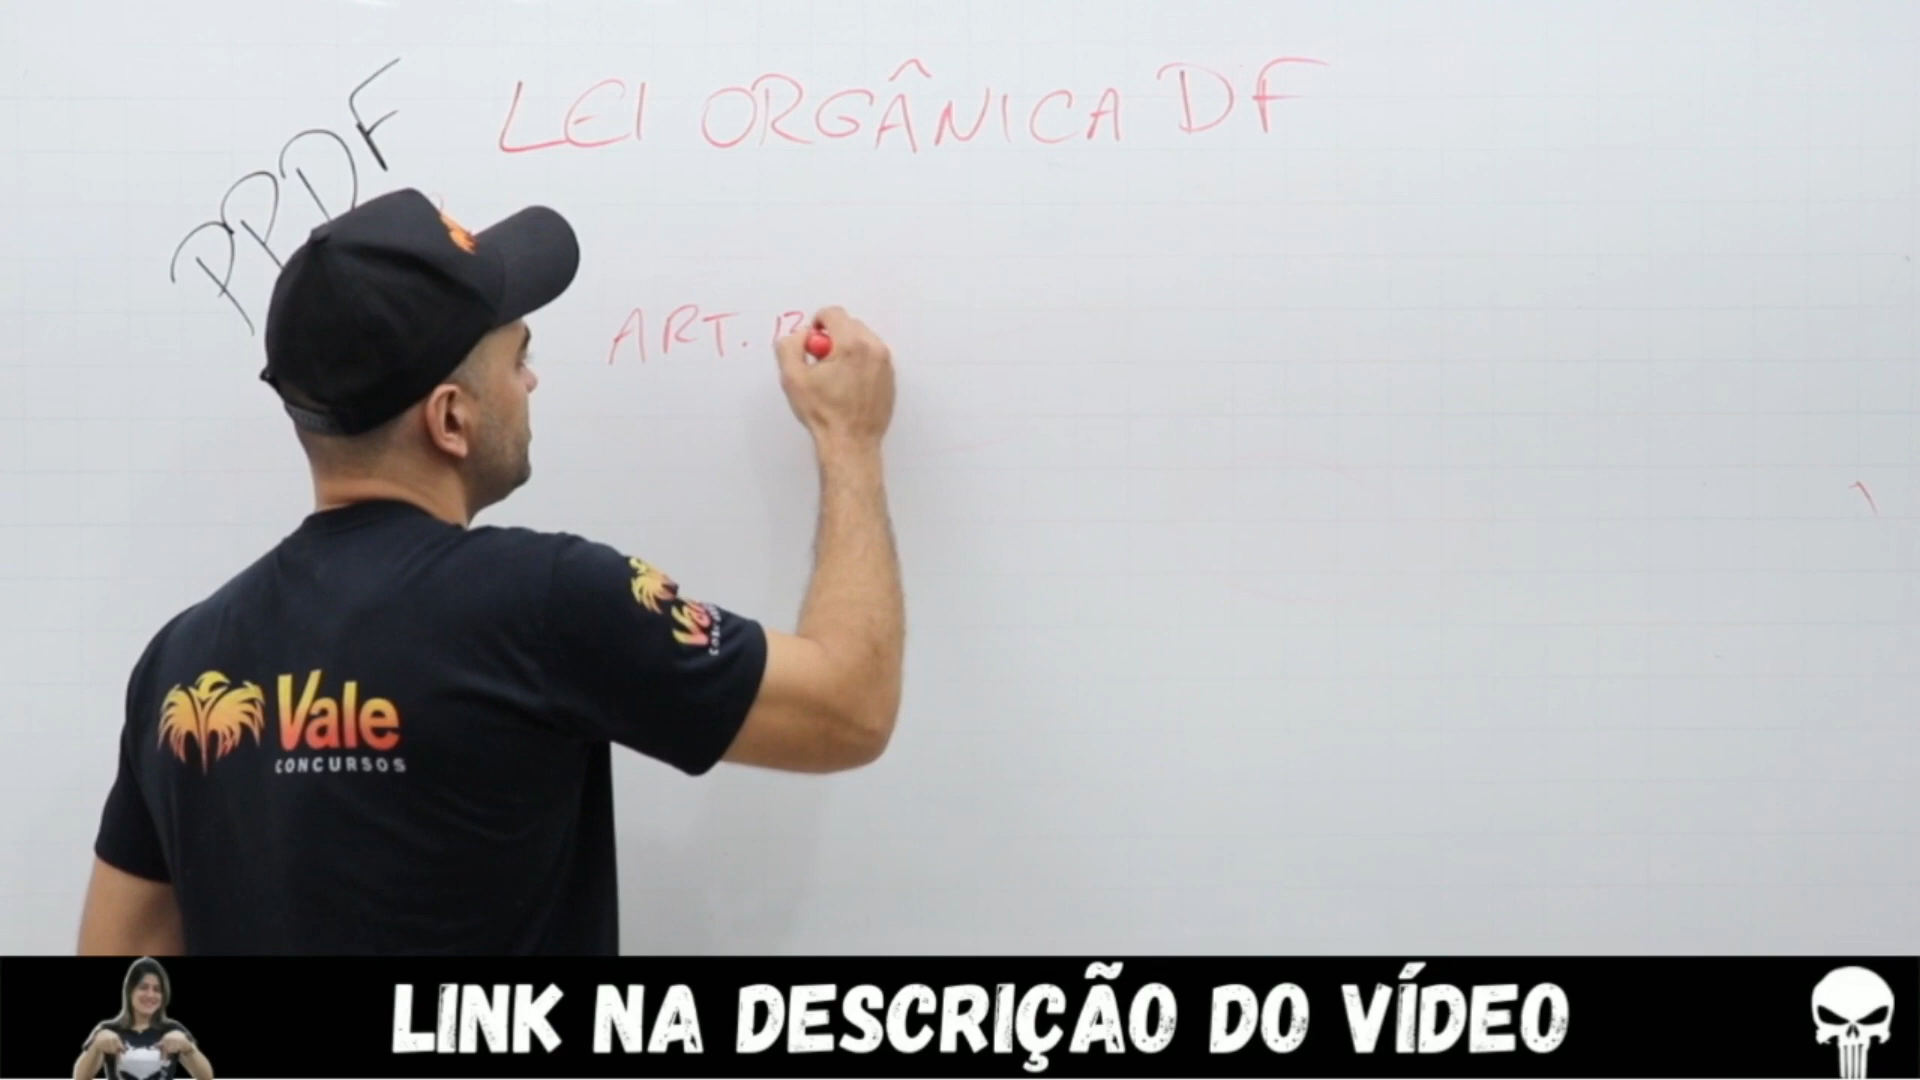 PPDF
LEI ORGÂNICA DF
ART.
Vale
CONCURSOS
LINK NA DESCRIÇÃO DO VÍDEO